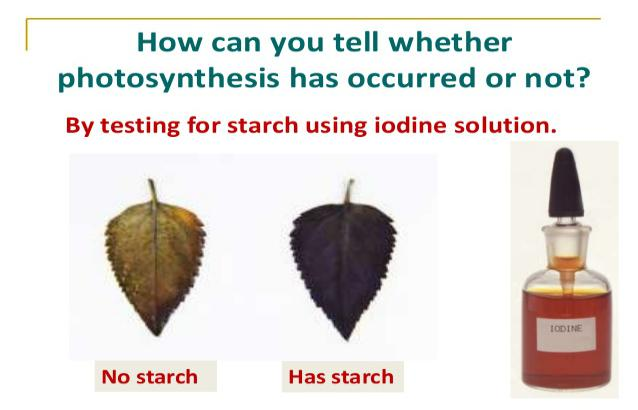 How can you tell whether
photosynthesis has occurred or not?
By testing for starch using iodine solution.
IODINE
No starch
Has starch